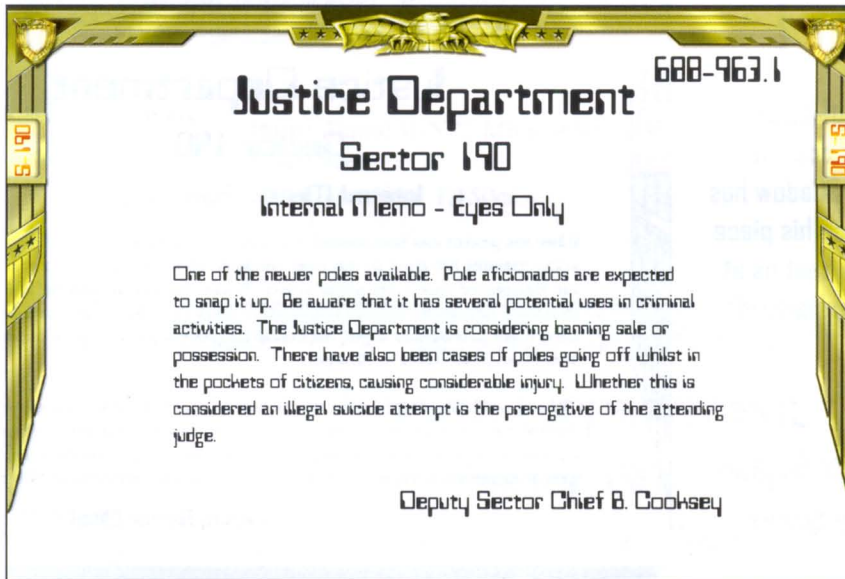 688-963.1
Justice Department
Sector 190
Internal Memo - Eyes Only
S-190
S-190
One of the newer poles available. Pole aficionados are expected
to snap it up. Be aware that it has several potential uses in criminal
activities. The Justice Department is considering banning sale or
possession. There have also been cases of poles going off whilst in
the pockets of citizens, causing considerable injury. Whether this is
considered an illegal suicide attempt is the prerogative of the attending
judge.
Deputy Sector Chief B. Cooksey